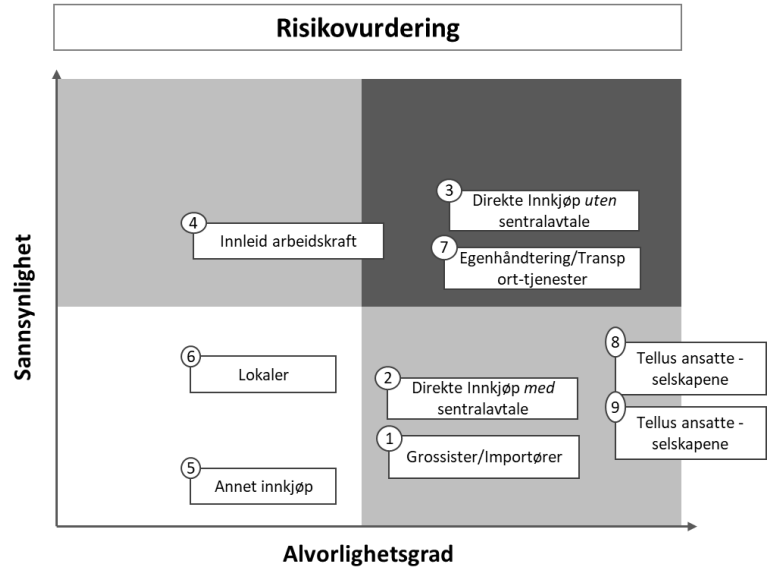 Risikovurdering
3
Direkte Innkjøp uten
sentralavtale
4
Innleid arbeidskraft
7
Egenhåndtering/Transp
ort-tjenester
Sannsynlighet
8
Tellus ansatte -
selskapene
6
Lokaler
2
Direkte Innkjøp med
sentralavtale
9
Tellus ansatte -
selskapene
1
Grossister/Importører
5
Annet innkjøp
Alvorlighetsgrad